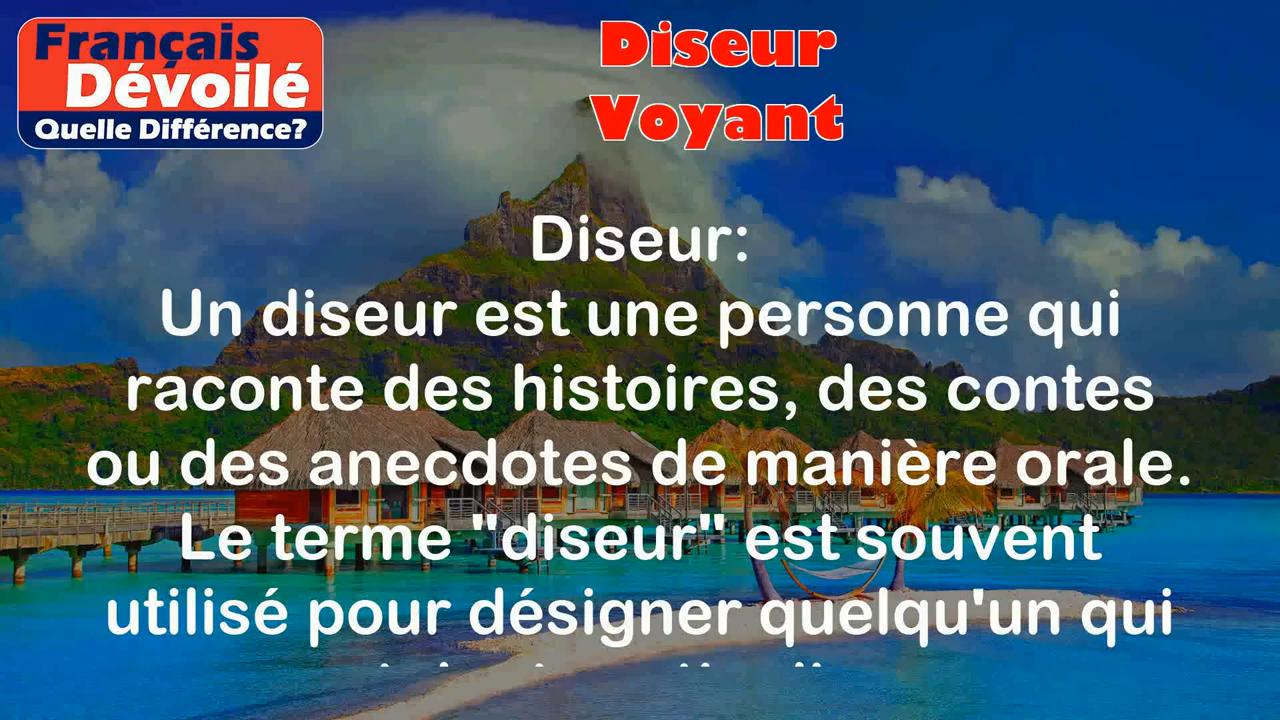 Français
Dévoilé
Quelle Différence?
Diseur
Voyant
Diseur:
Un diseur est une personne qui
raconte des histoires, des contes
ou des anecdotes de manière orale.
Le terme "diseur" est souvent
utilisé pour désigner quelqu'un qui